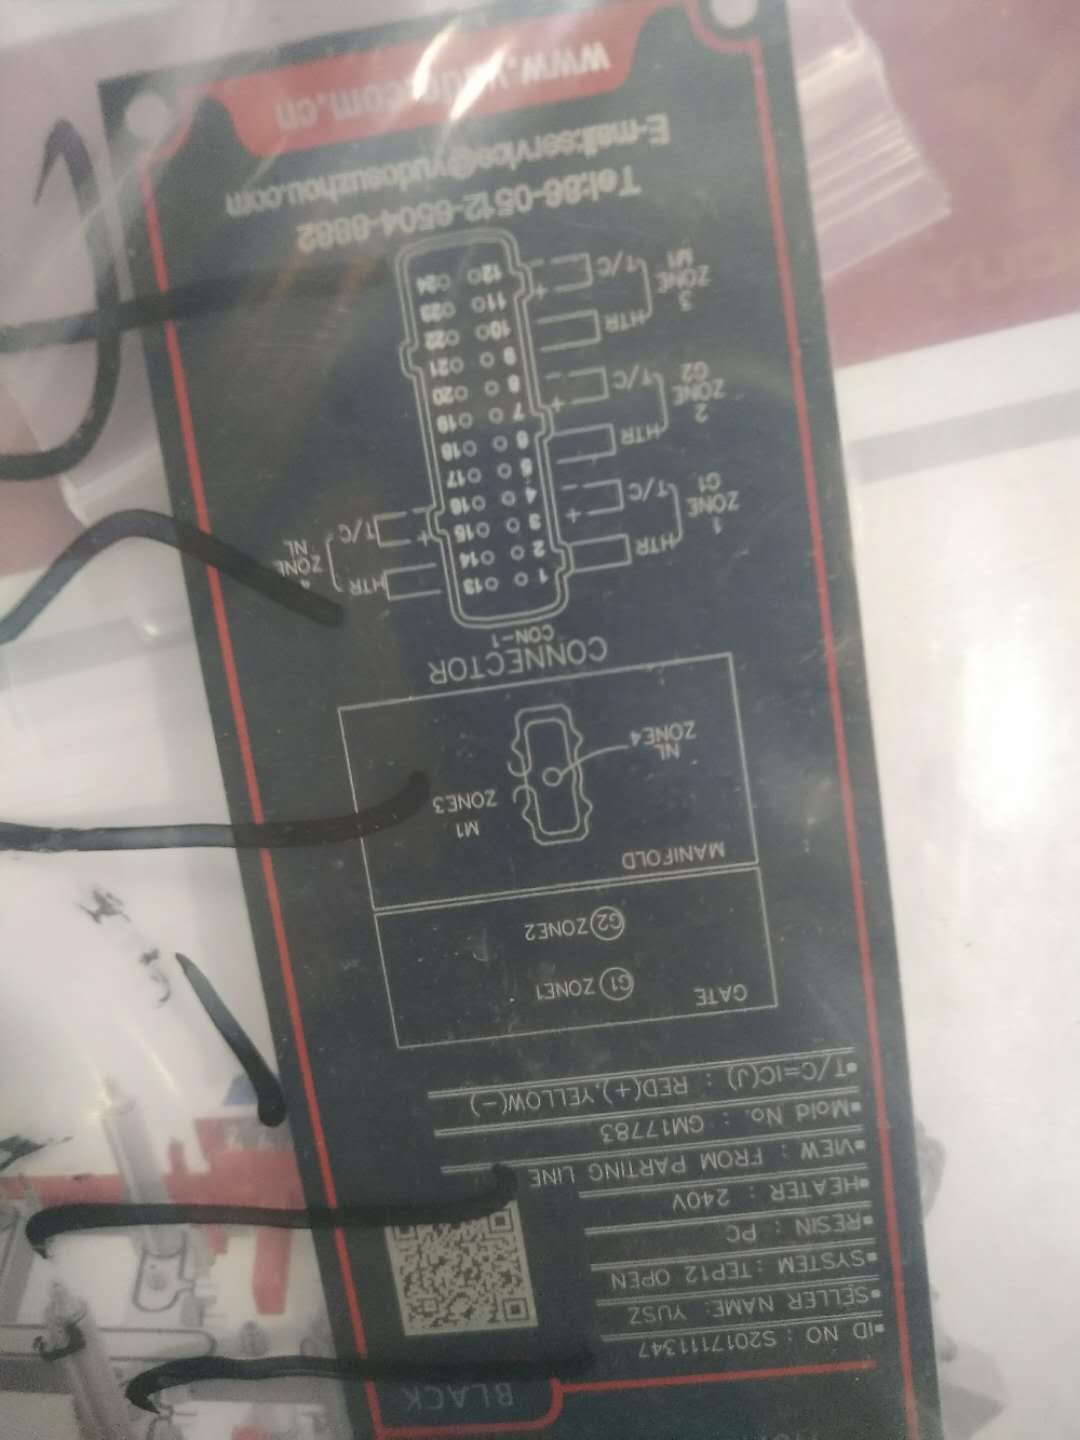 BLACK
▪ID NO : S2017111347
▪SELLER NAME: YUSZ
▪SYSTEM : TEP12 OPEN
▪RESIN : PC
▪HEATER : 240V
▪VIEW : FROM PARTING LINE
▪Mold No. : GM17783
▪T/C=IC(J) : RED(+),YELLOW(-)
GATE
G1 ZONE1
G2 ZONE2
MANIFOLD
M1
ZONE3
NL
ZONE4
CONNECTOR
CON-1
1 13
2 14
3 15
4 16
5 17
6 18
7 19
8 20
9 21
10 22
11 23
12 24
HTR
T/C
+
-
ZONE
1
G1
HTR
T/C
+
-
ZONE
2
G2
HTR
T/C
+
-
ZONE
3
M1
HTR
T/C
+
-
ZONE
4
NL
Tel:86-0512-6504-8882
E-mail:service@yudosuzhou.com
.com.cn